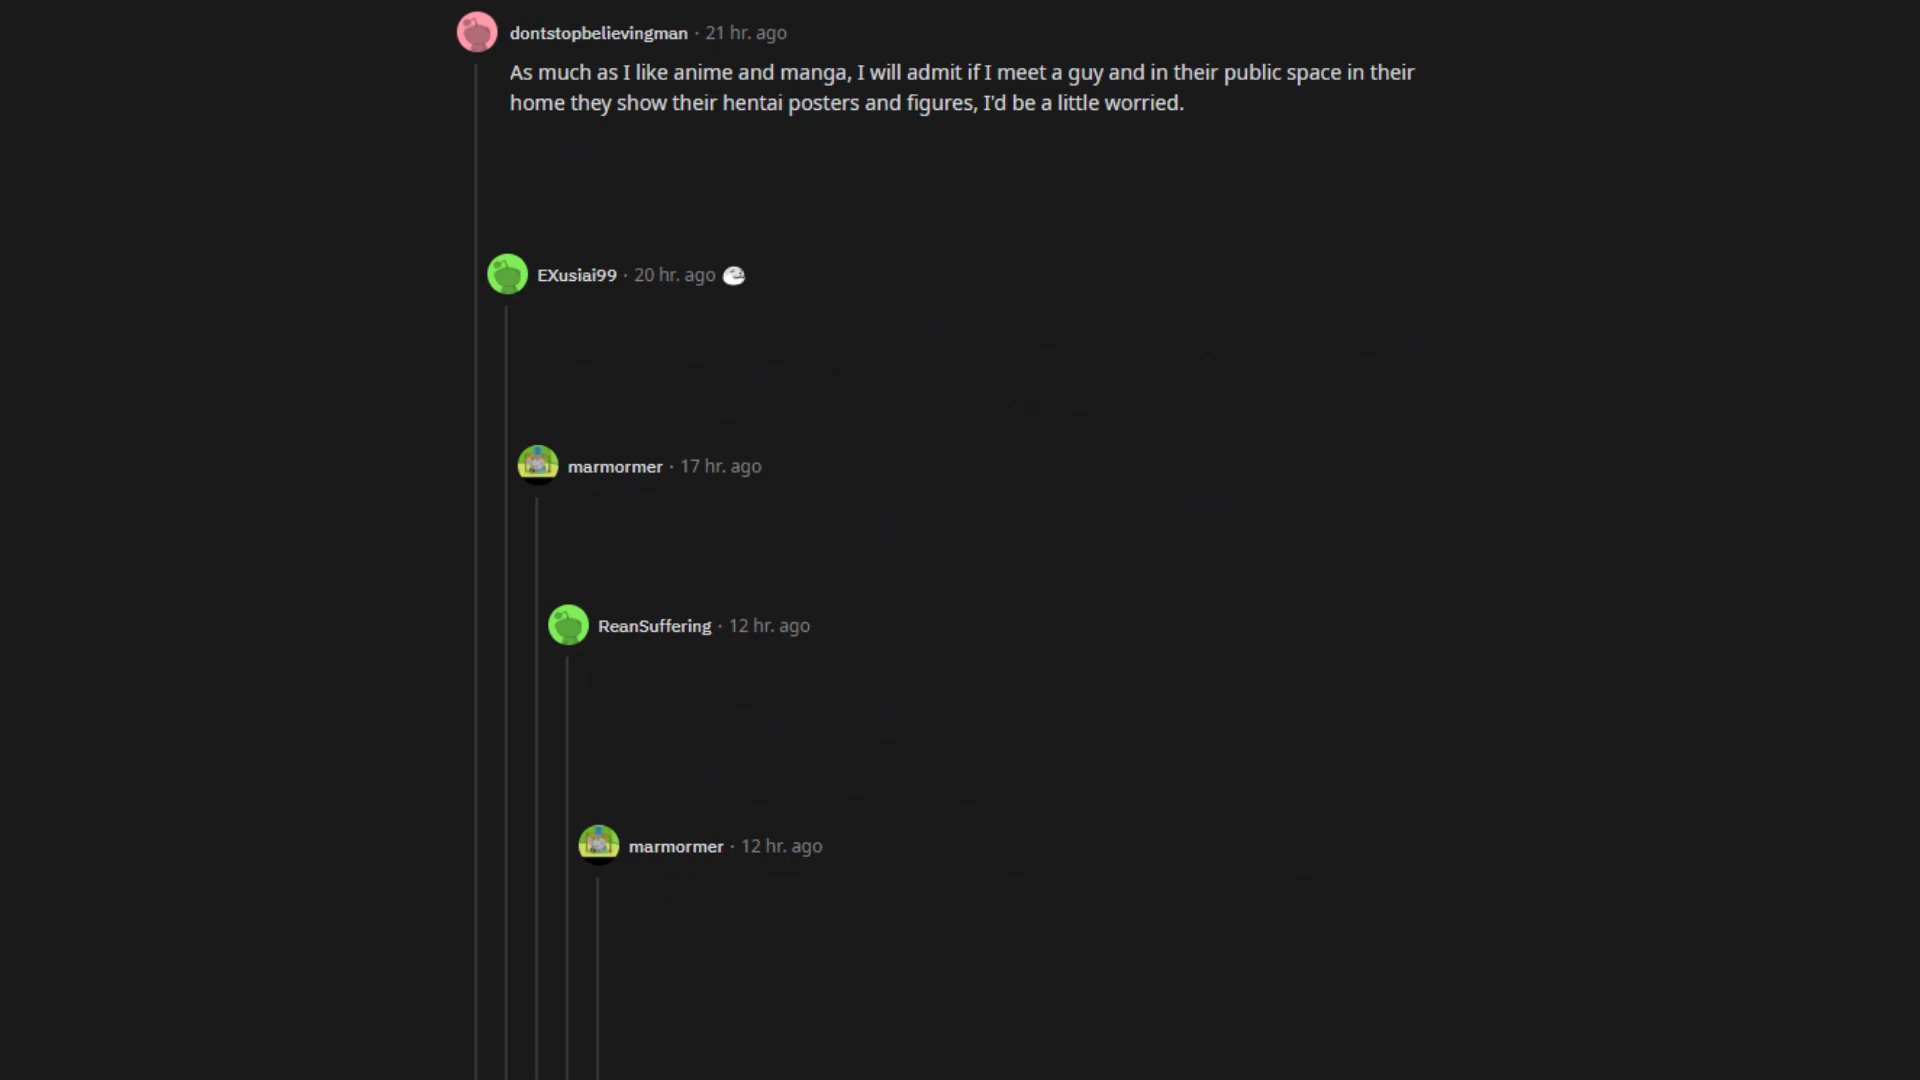 dontstopbelievingman · 21 hr. ago
As much as I like anime and manga, I will admit if I meet a guy and in their public space in their
home they show their hentai posters and figures, I'd be a little worried.
EXusiai99 · 20 hr. ago
marmormer · 17 hr. ago
ReanSuffering · 12 hr. ago
marmormer · 12 hr. ago